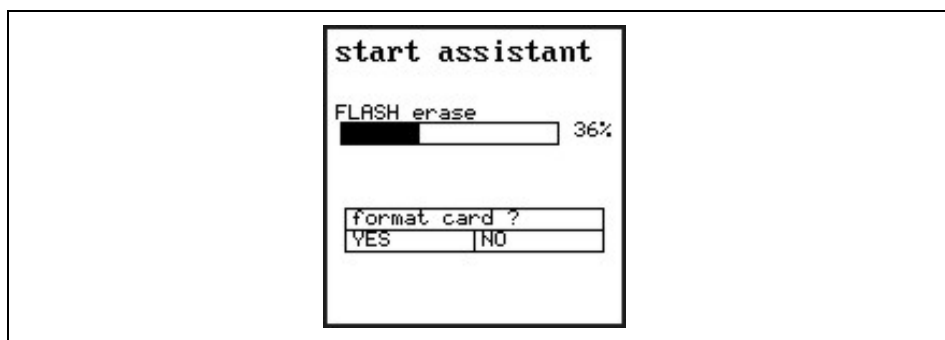 start assistant
FLASH erase
36%
format card ?
YES NO